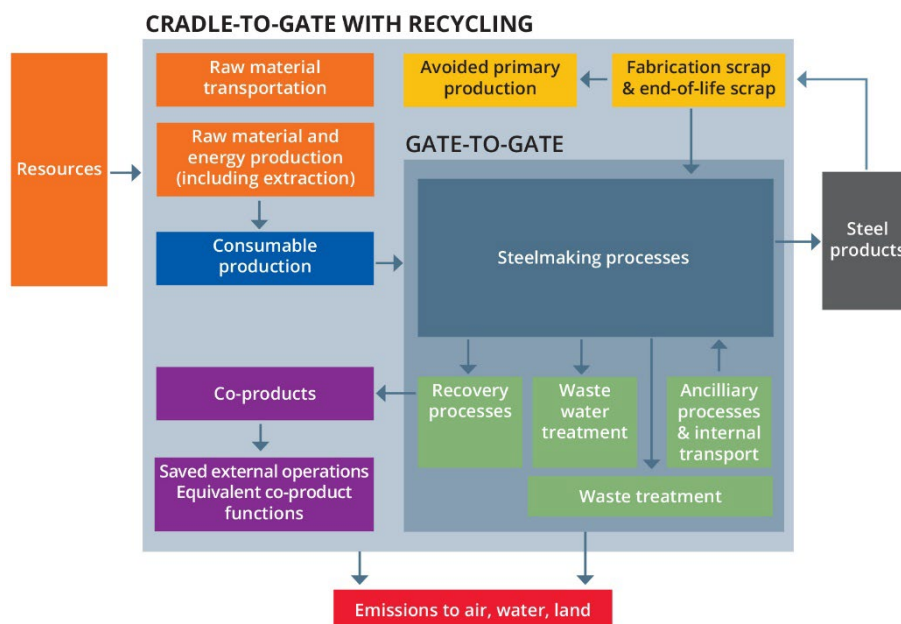 CRADLE-TO-GATE WITH RECYCLING
Resources
Raw material
transportation
Raw material and
energy production
(including extraction)
Consumable
production
Avoided primary
production
Fabrication scrap
& end-of-life scrap
GATE-TO-GATE
Steelmaking processes
Steel
products
Co-products
Saved external operations
Equivalent co-product
functions
Recovery
processes
Waste
water
treatment
Ancilliary
processes
& internal
transport
Waste treatment
Emissions to air, water, land